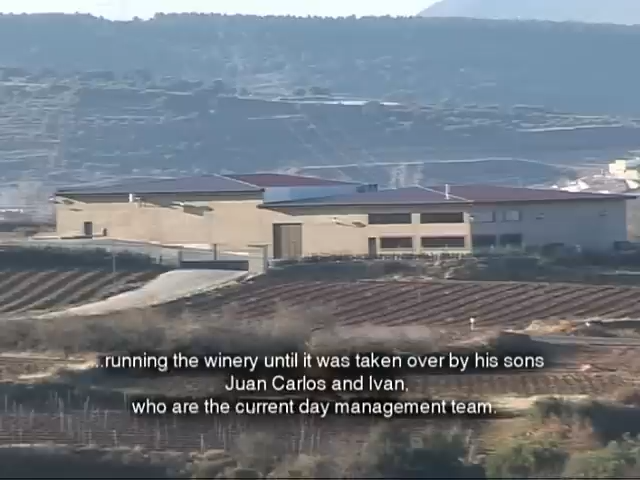 ..running the winery until it was taken over by his sons
Juan Carlos and Ivan,
who are the current day management team.